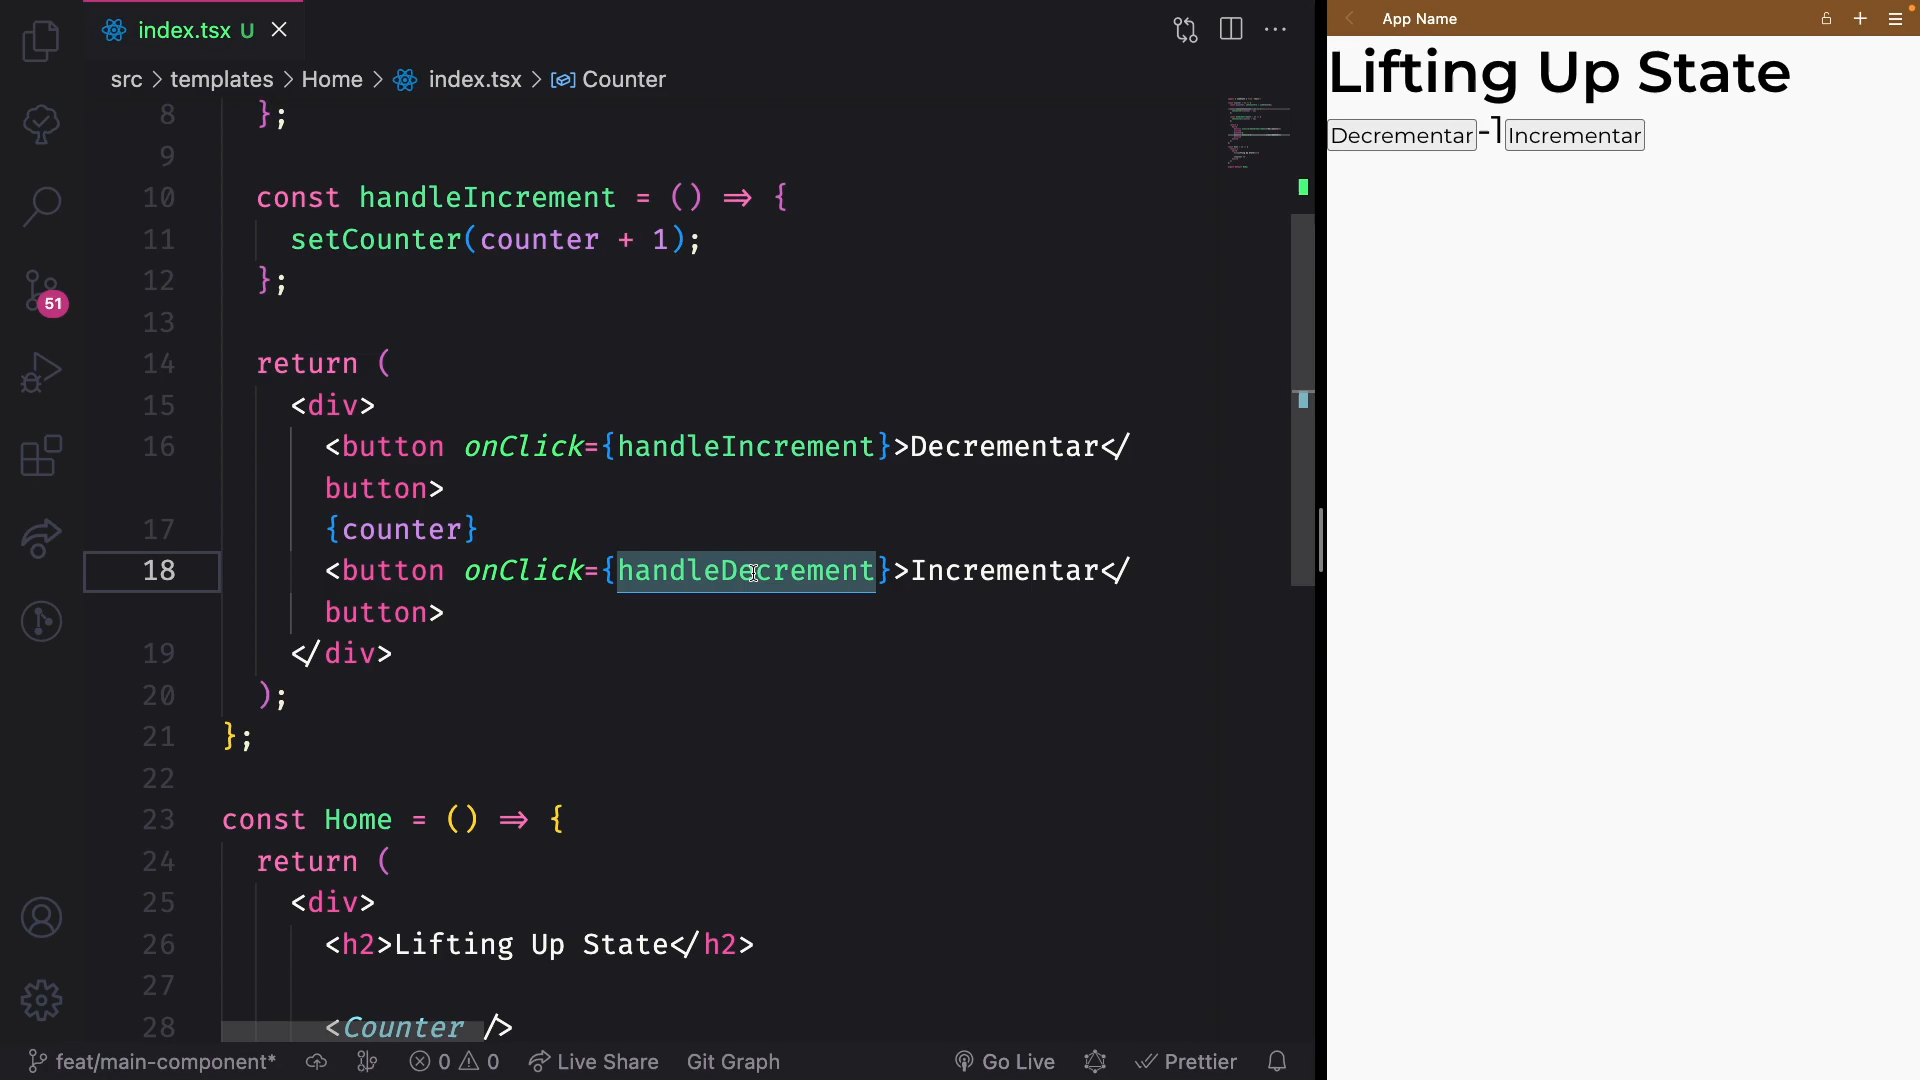 index.tsx U
src > templates > Home > index.tsx > Counter
8 };
9
10 const handleIncrement = () => {
11 setCounter(counter + 1);
12 };
13
14 return (
15 <div>
16 <button onClick={handleIncrement}>Decrementar</
button>
17 {counter}
18 <button onClick={handleDecrement}>Incrementar</
button>
19 </div>
20 );
21 };
22
23 const Home = () => {
24 return (
25 <div>
26 <h2>Lifting Up State</h2>
27
28 <Counter />
51
feat/main-component* 0 0 Live Share Git Graph Go Live Prettier
App Name
Lifting Up State
Decrementar -1 Incrementar